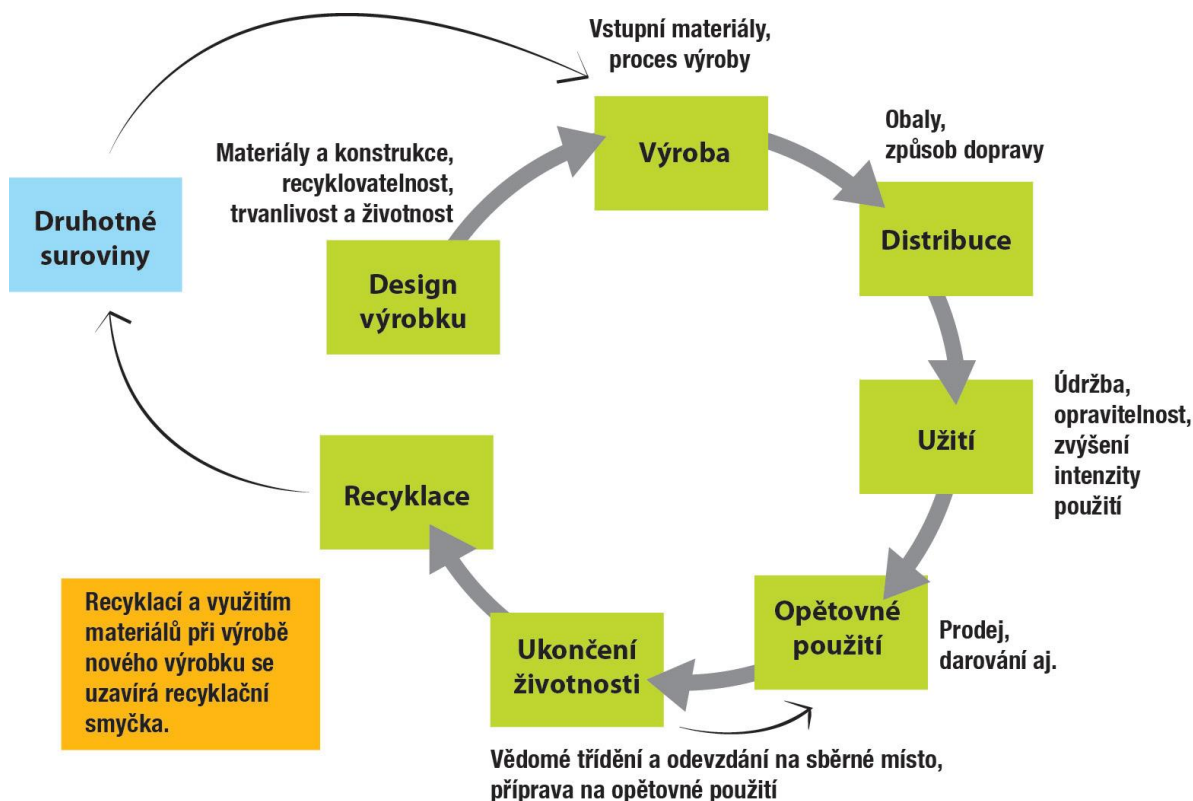 Vstupní materiály,
proces výroby
Výroba
Obaly,
způsob dopravy
Materiály a konstrukce,
recyklovatelnost,
trvanlivost a životnost
Druhotné
suroviny
Distribuce
Design
výrobku
Údržba,
opravitelnost,
zvýšení
intenzity
použití
Užití
Recyklace
Opětovné
použití
Prodej,
darování aj.
Ukončení
životnosti
Recyklací a využitím
materiálů při výrobě
nového výrobku se
uzavírá recyklační
smyčka.
Vědomé třídění a odevzdání na sběrné místo,
příprava na opětovné použití